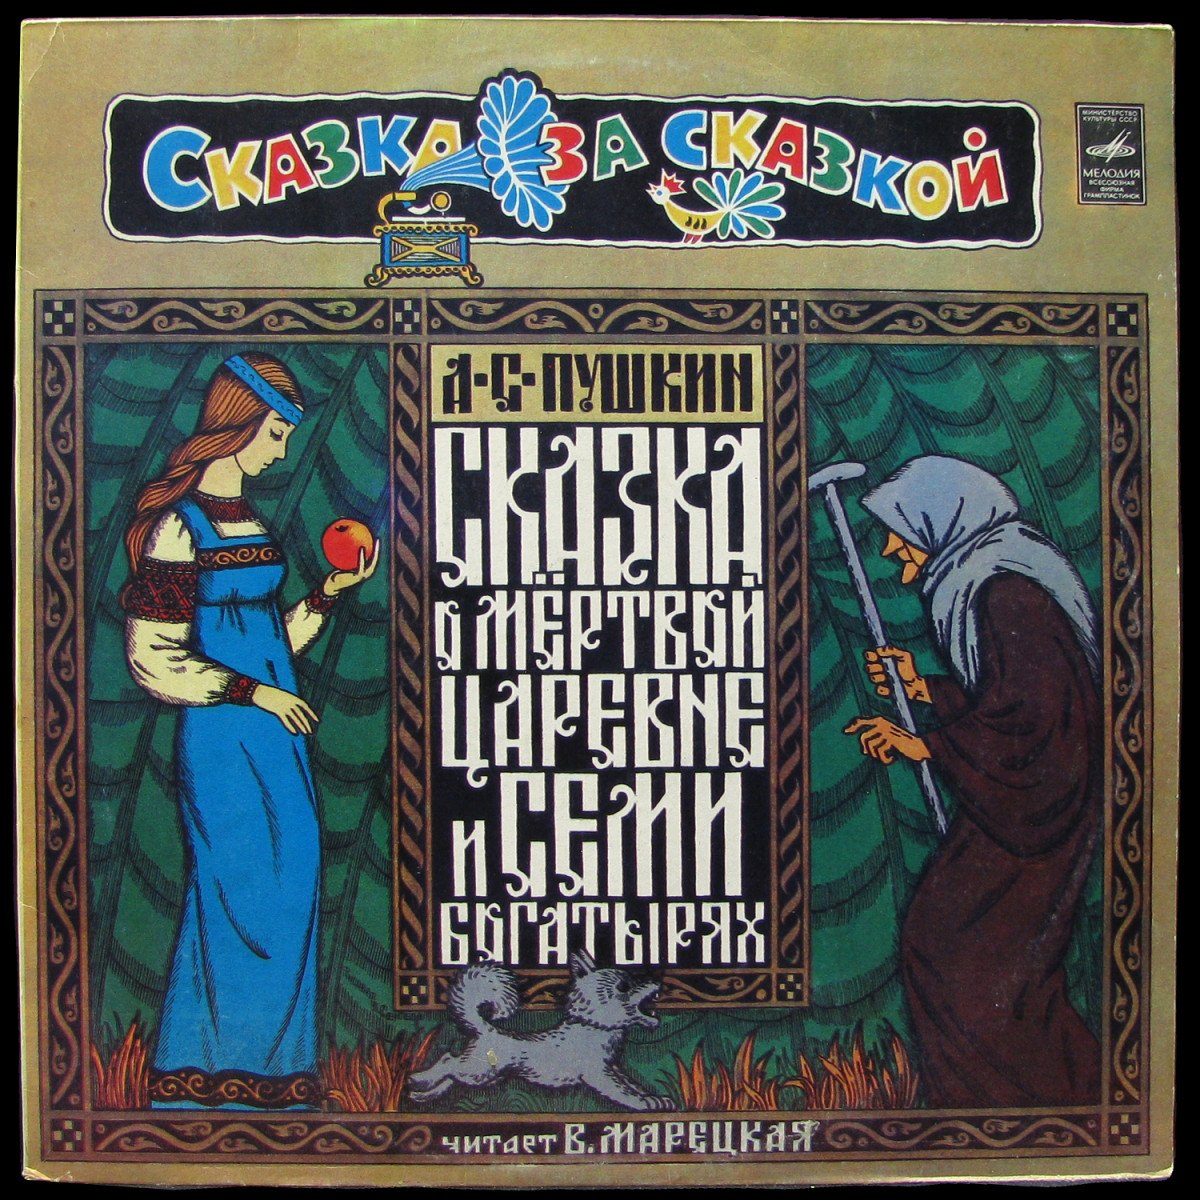 Сказка за сказкой
МИНИСТЕРСТВО
КУЛЬТУРЫ СССР
МЕЛОДИЯ
ВСЕСОЮЗНАЯ
ФИРМА
ГРАМПЛАСТИНОК
А·С·ПУШКИН
СКАЗКА
О МЁРТВОЙ
ЦАРЕВНЕ
И СЕМИ
БОГАТЫРЯХ
ЧИТАЕТ В. МАРЕЦКАЯ